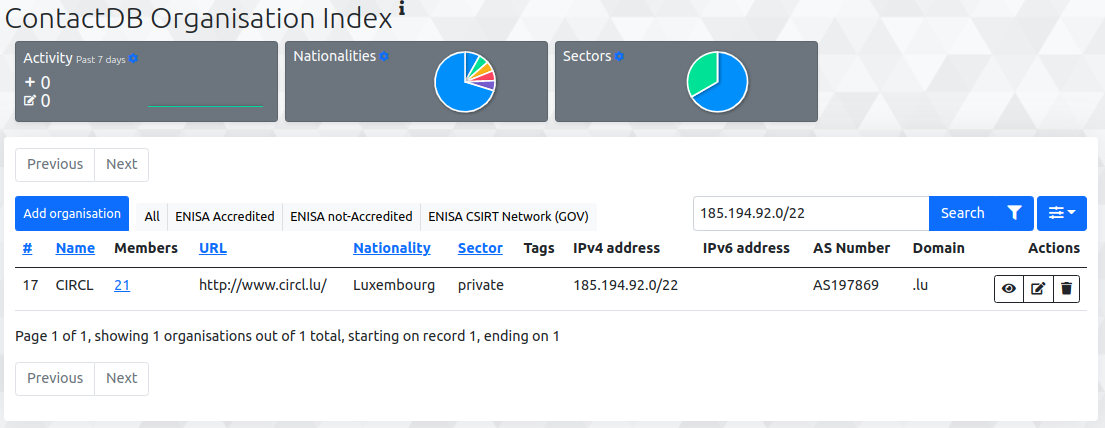 ContactDB Organisation Index
Activity Past 7 days
+ 0
0
Nationalities
Sectors
Previous Next
Add organisation All ENISA Accredited ENISA not-Accredited ENISA CSIRT Network (GOV) 185.194.92.0/22 Search
# Name Members URL Nationality Sector Tags IPv4 address IPv6 address AS Number Domain Actions
17 CIRCL 21 http://www.circl.lu/ Luxembourg private 185.194.92.0/22 AS197869 .lu
Page 1 of 1, showing 1 organisations out of 1 total, starting on record 1, ending on 1
Previous Next